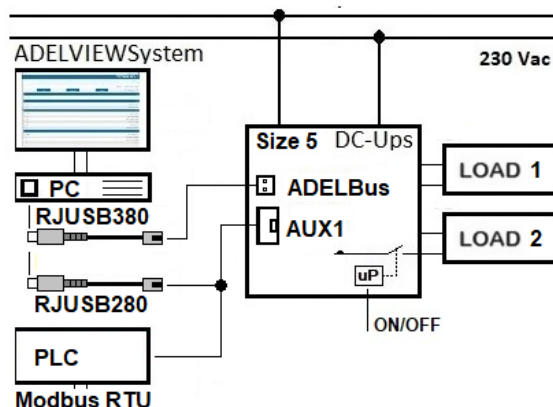 ADELVIEWSystem
230 Vac
Size 5 DC-Ups
LOAD 1
ADELBus
PC
RJUSB380
AUX1
LOAD 2
uP
RJUSB280
ON/OFF
PLC
Modbus RTU